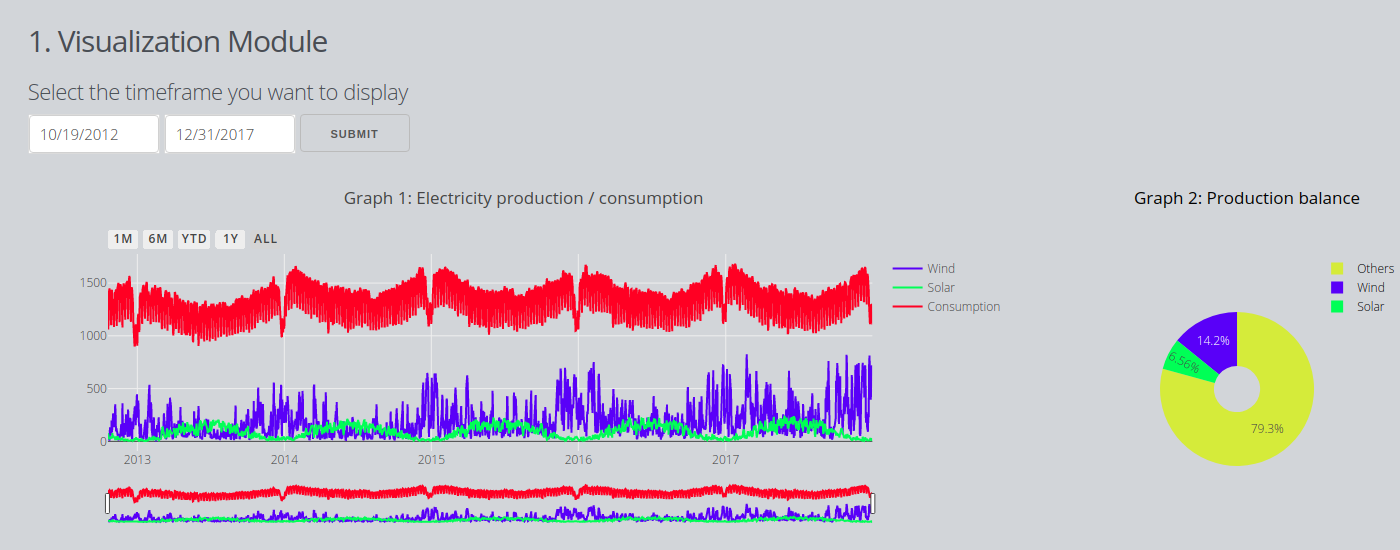 1. Visualization Module
Select the timeframe you want to display
10/19/2012 12/31/2017 SUBMIT
Graph 1: Electricity production / consumption
1M 6M YTD 1Y ALL
1500
1000
500
0
2013 2014 2015 2016 2017
Wind
Solar
Consumption
Graph 2: Production balance
Others
Wind
Solar
14.2%
6.56%
79.3%